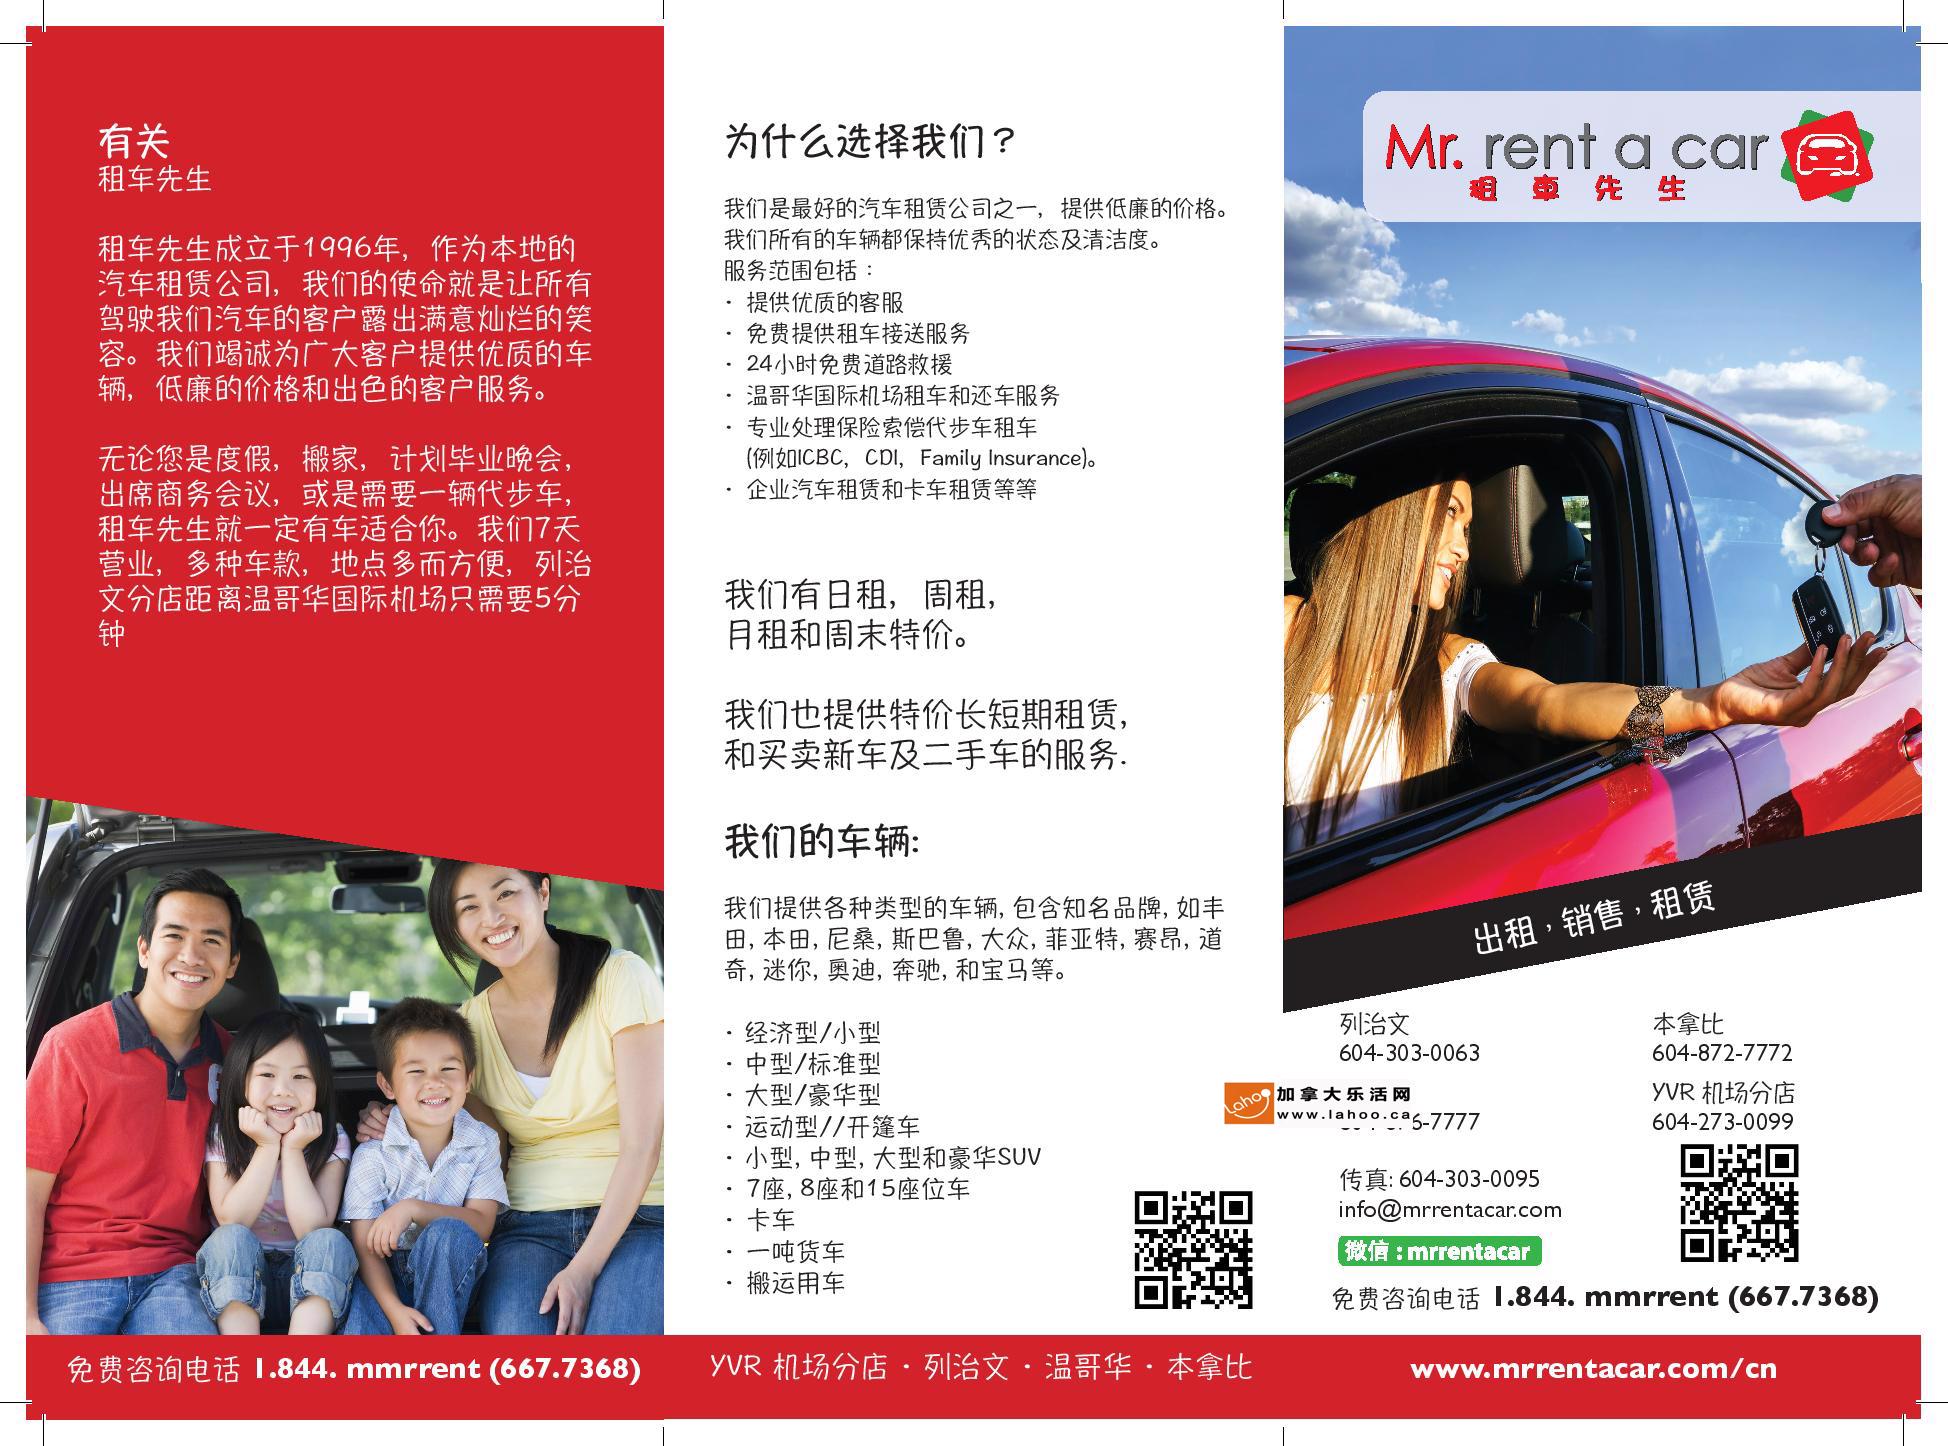 有关
租车先生
租车先生成立于1996年，作为本地的
汽车租赁公司，我们的使命就是让所有
驾驶我们汽车的客户露出满意灿烂的笑
容。我们竭诚为广大客户提供优质的车
辆，低廉的价格和出色的客户服务。
无论您是度假，搬家，计划毕业晚会，
出席商务会议，或是需要一辆代步车，
租车先生就一定有车适合你。我们7天
营业，多种车款，地点多而方便，列治
文分店距离温哥华国际机场只需要5分
钟
免费咨询电话 1.844. mmrrent (667.7368)
为什么选择我们？
我们是最好的汽车租赁公司之一，提供低廉的价格。
我们所有的车辆都保持优秀的状态及清洁度。
服务范围包括：
· 提供优质的客服
· 免费提供租车接送服务
· 24小时免费道路救援
· 温哥华国际机场租车和还车服务
· 专业处理保险索偿代步车租车
(例如ICBC，CDI，Family Insurance)。
· 企业汽车租赁和卡车租赁等等
我们有日租，周租，
月租和周末特价。
我们也提供特价长短期租赁，
和买卖新车及二手车的服务.
我们的车辆:
我们提供各种类型的车辆, 包含知名品牌, 如丰
田, 本田, 尼桑, 斯巴鲁, 大众, 菲亚特, 赛昂, 道
奇, 迷你, 奥迪, 奔驰, 和宝马等。
· 经济型/小型
· 中型/标准型
· 大型/豪华型
· 运动型//开篷车
· 小型, 中型, 大型和豪华SUV
· 7座, 8座和15座位车
· 卡车
· 一吨货车
· 搬运用车
YVR 机场分店 · 列治文 · 温哥华 · 本拿比
Mr. rent a car
租車先生
出租，销售，租赁
列治文
604-303-0063
本拿比
604-872-7772
Lahoo
加拿大乐活网
www.lahoo.ca
-7777
YVR 机场分店
604-273-0099
传真: 604-303-0095
info@mrrentacar.com
微信 : mrrentacar
免费咨询电话 1.844. mmrrent (667.7368)
www.mrrentacar.com/cn